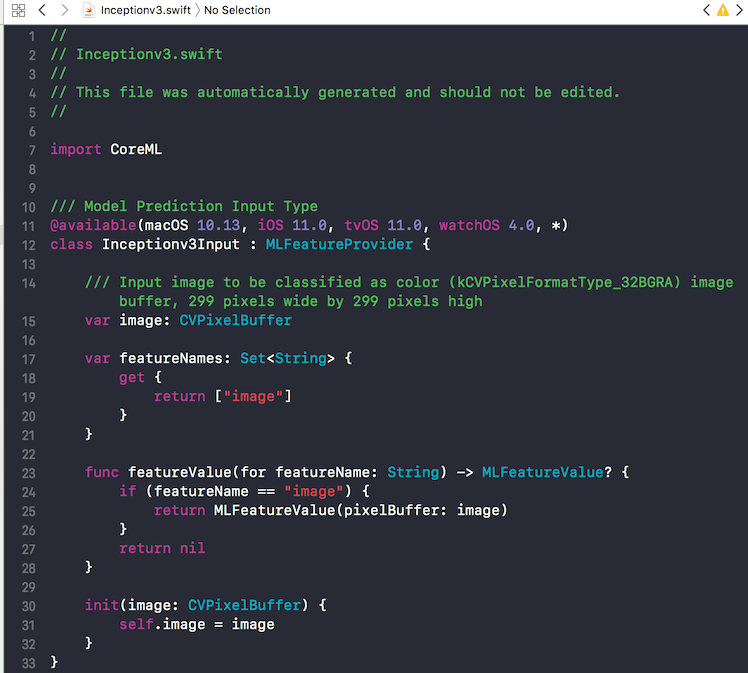 Inceptionv3.swift 〉 No Selection
1 //
2 // Inceptionv3.swift
3 //
4 // This file was automatically generated and should not be edited.
5 //
6
7 import CoreML
8
9
10 /// Model Prediction Input Type
11 @available(macOS 10.13, iOS 11.0, tvOS 11.0, watchOS 4.0, *)
12 class Inceptionv3Input : MLFeatureProvider {
13
14 /// Input image to be classified as color (kCVPixelFormatType_32BGRA) image
buffer, 299 pixels wide by 299 pixels high
15 var image: CVPixelBuffer
16
17 var featureNames: Set<String> {
18 get {
19 return ["image"]
20 }
21 }
22
23 func featureValue(for featureName: String) -> MLFeatureValue? {
24 if (featureName == "image") {
25 return MLFeatureValue(pixelBuffer: image)
26 }
27 return nil
28 }
29
30 init(image: CVPixelBuffer) {
31 self.image = image
32 }
33 }